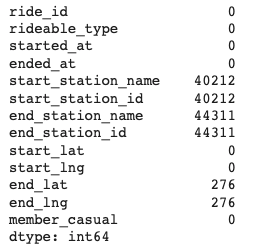 ride_id 0
rideable_type 0
started_at 0
ended_at 0
start_station_name 40212
start_station_id 40212
end_station_name 44311
end_station_id 44311
start_lat 0
start_lng 0
end_lat 276
end_lng 276
member_casual 0
dtype: int64